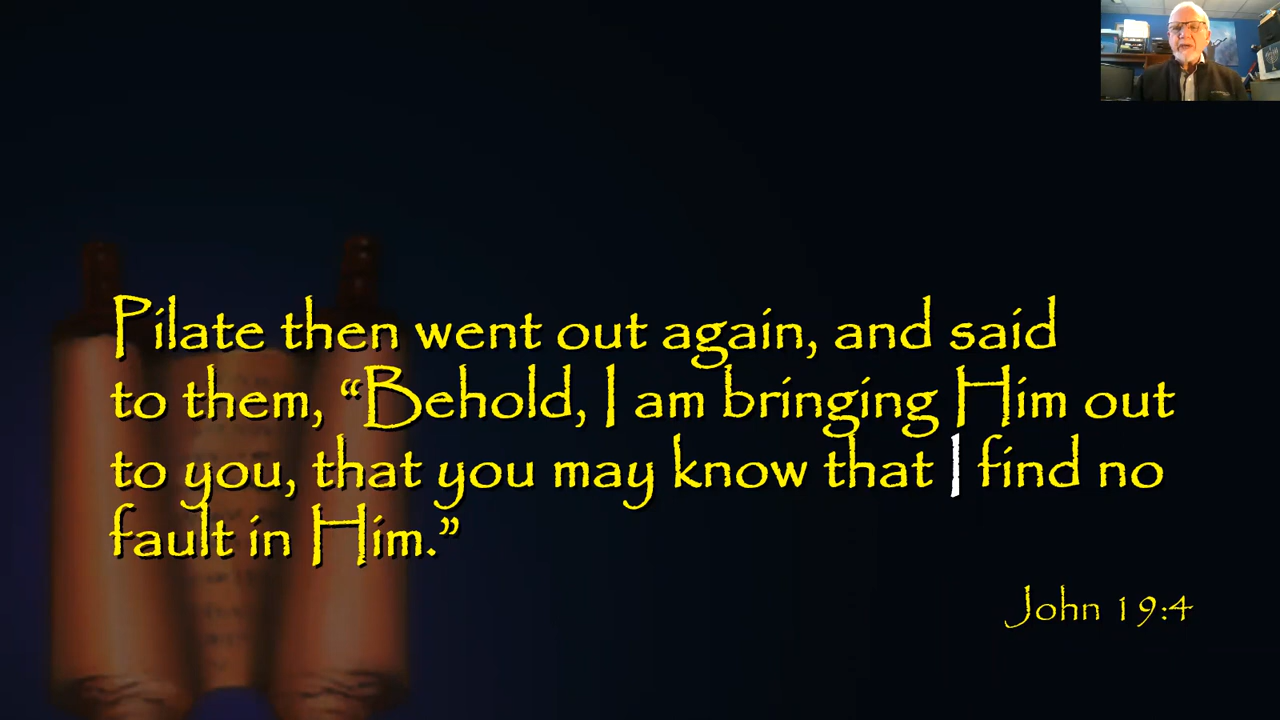 Pilate then went out again, and said
to them, “Behold, I am bringing Him out
to you, that you may know that I find no
fault in Him.”
John 19:4